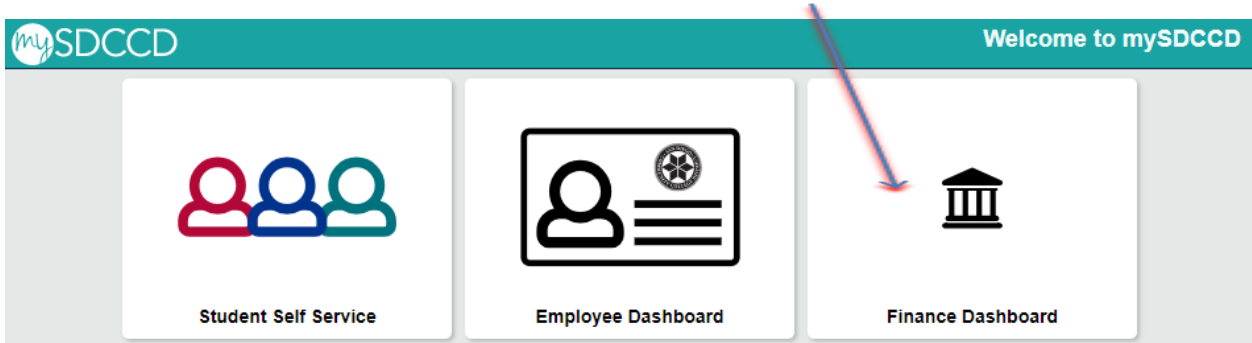 mySDCCD
Welcome to mySDCCD
Student Self Service
Employee Dashboard
Finance Dashboard